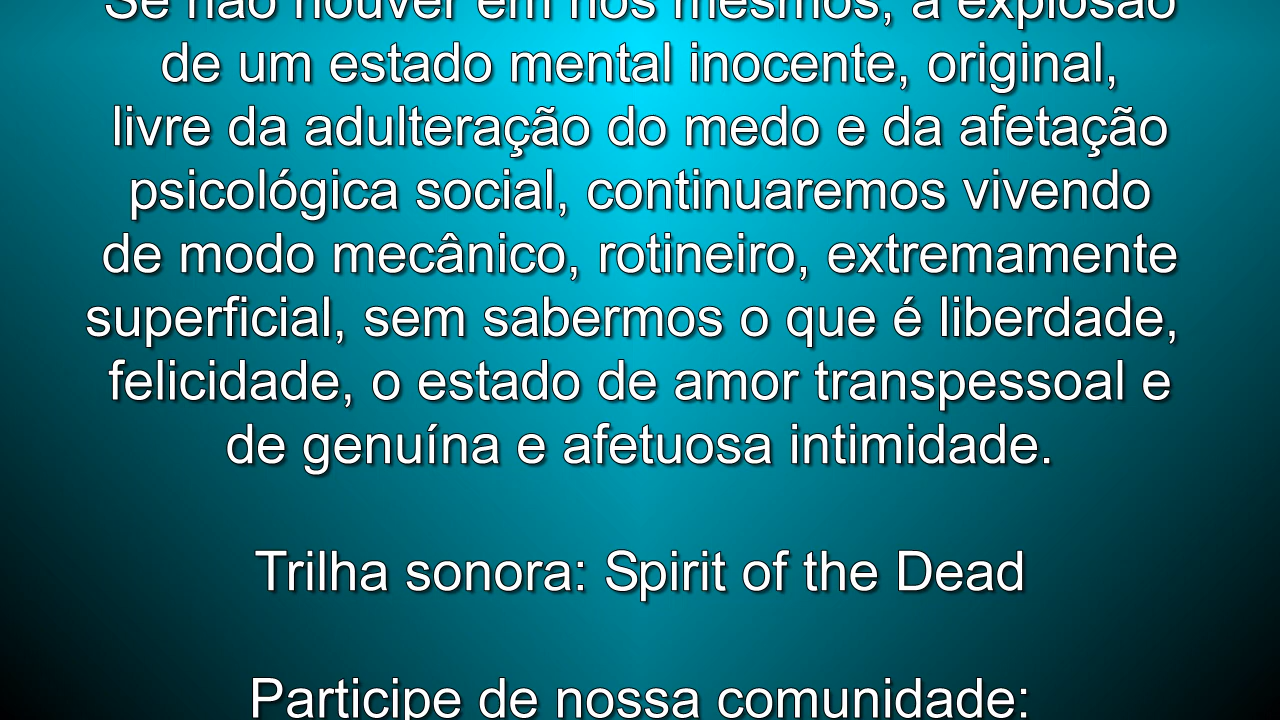 Se não houver em nós mesmos, a explosão
de um estado mental inocente, original,
livre da adulteração do medo e da afetação
psicológica social, continuaremos vivendo
de modo mecânico, rotineiro, extremamente
superficial, sem sabermos o que é liberdade,
felicidade, o estado de amor transpessoal e
de genuína e afetuosa intimidade.
Trilha sonora: Spirit of the Dead
Participe de nossa comunidade: